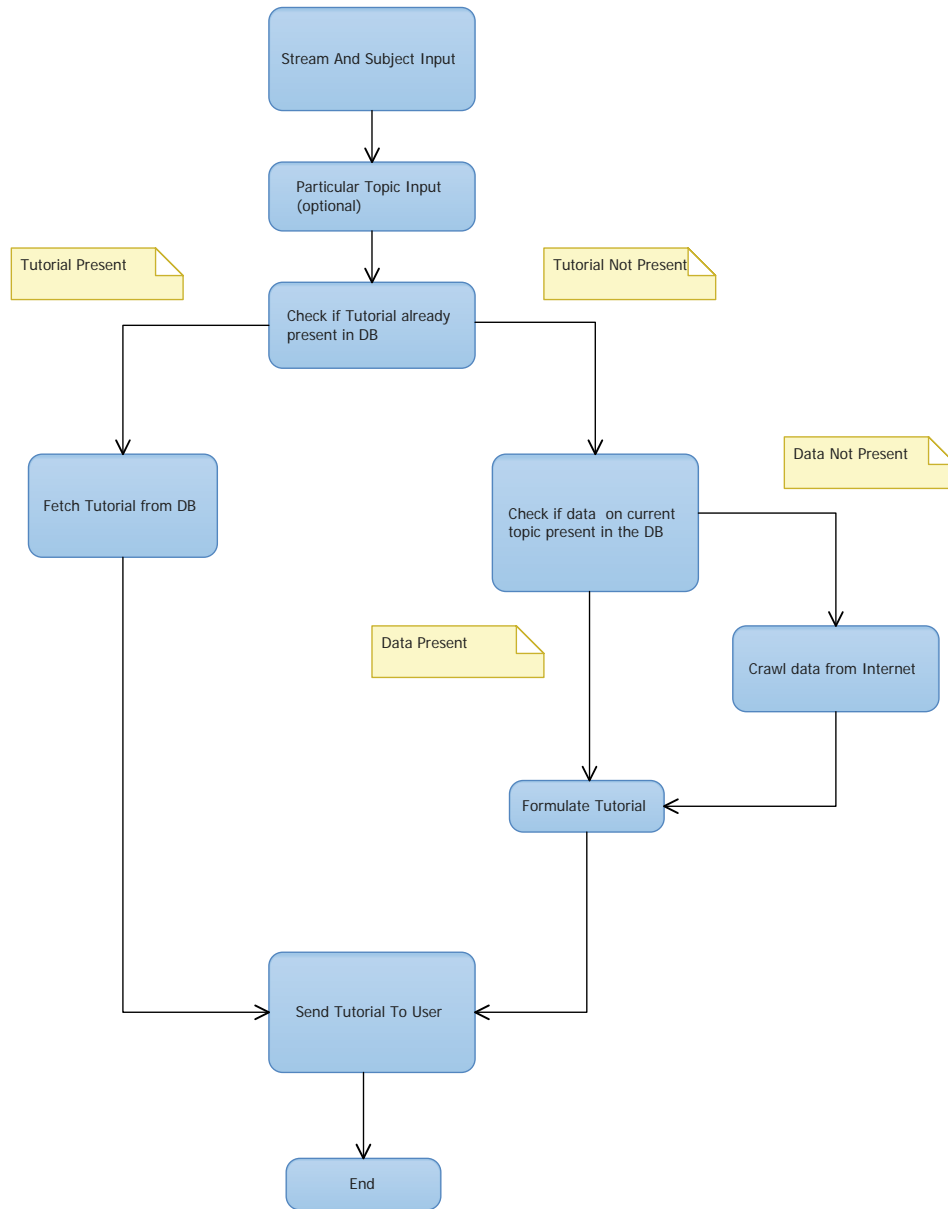 Stream And Subject Input
Particular Topic Input
(optional)
Tutorial Present
Tutorial Not Present
Check if Tutorial already
present in DB
Data Not Present
Fetch Tutorial from DB
Check if data on current
topic present in the DB
Data Present
Crawl data from Internet
Formulate Tutorial
Send Tutorial To User
End